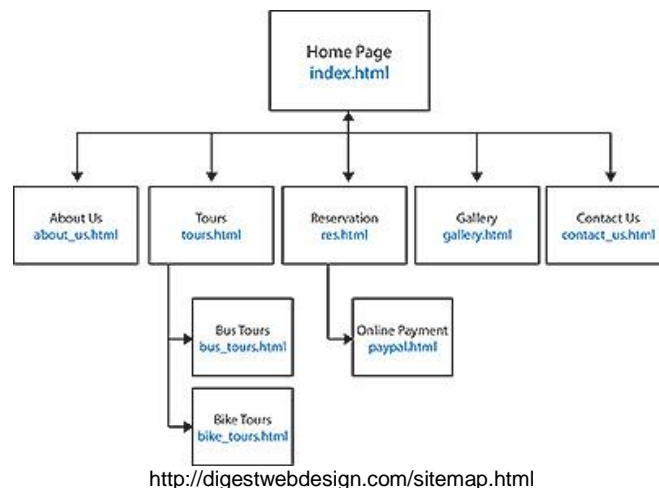 Home Page
index.html
About Us
about_us.html
Tours
tours.html
Reservation
res.html
Gallery
gallery.html
Contact Us
contact_us.html
Bus Tours
bus_tours.html
Online Payment
paypal.html
Bike Tours
bike_tours.html
http://digestwebdesign.com/sitemap.html